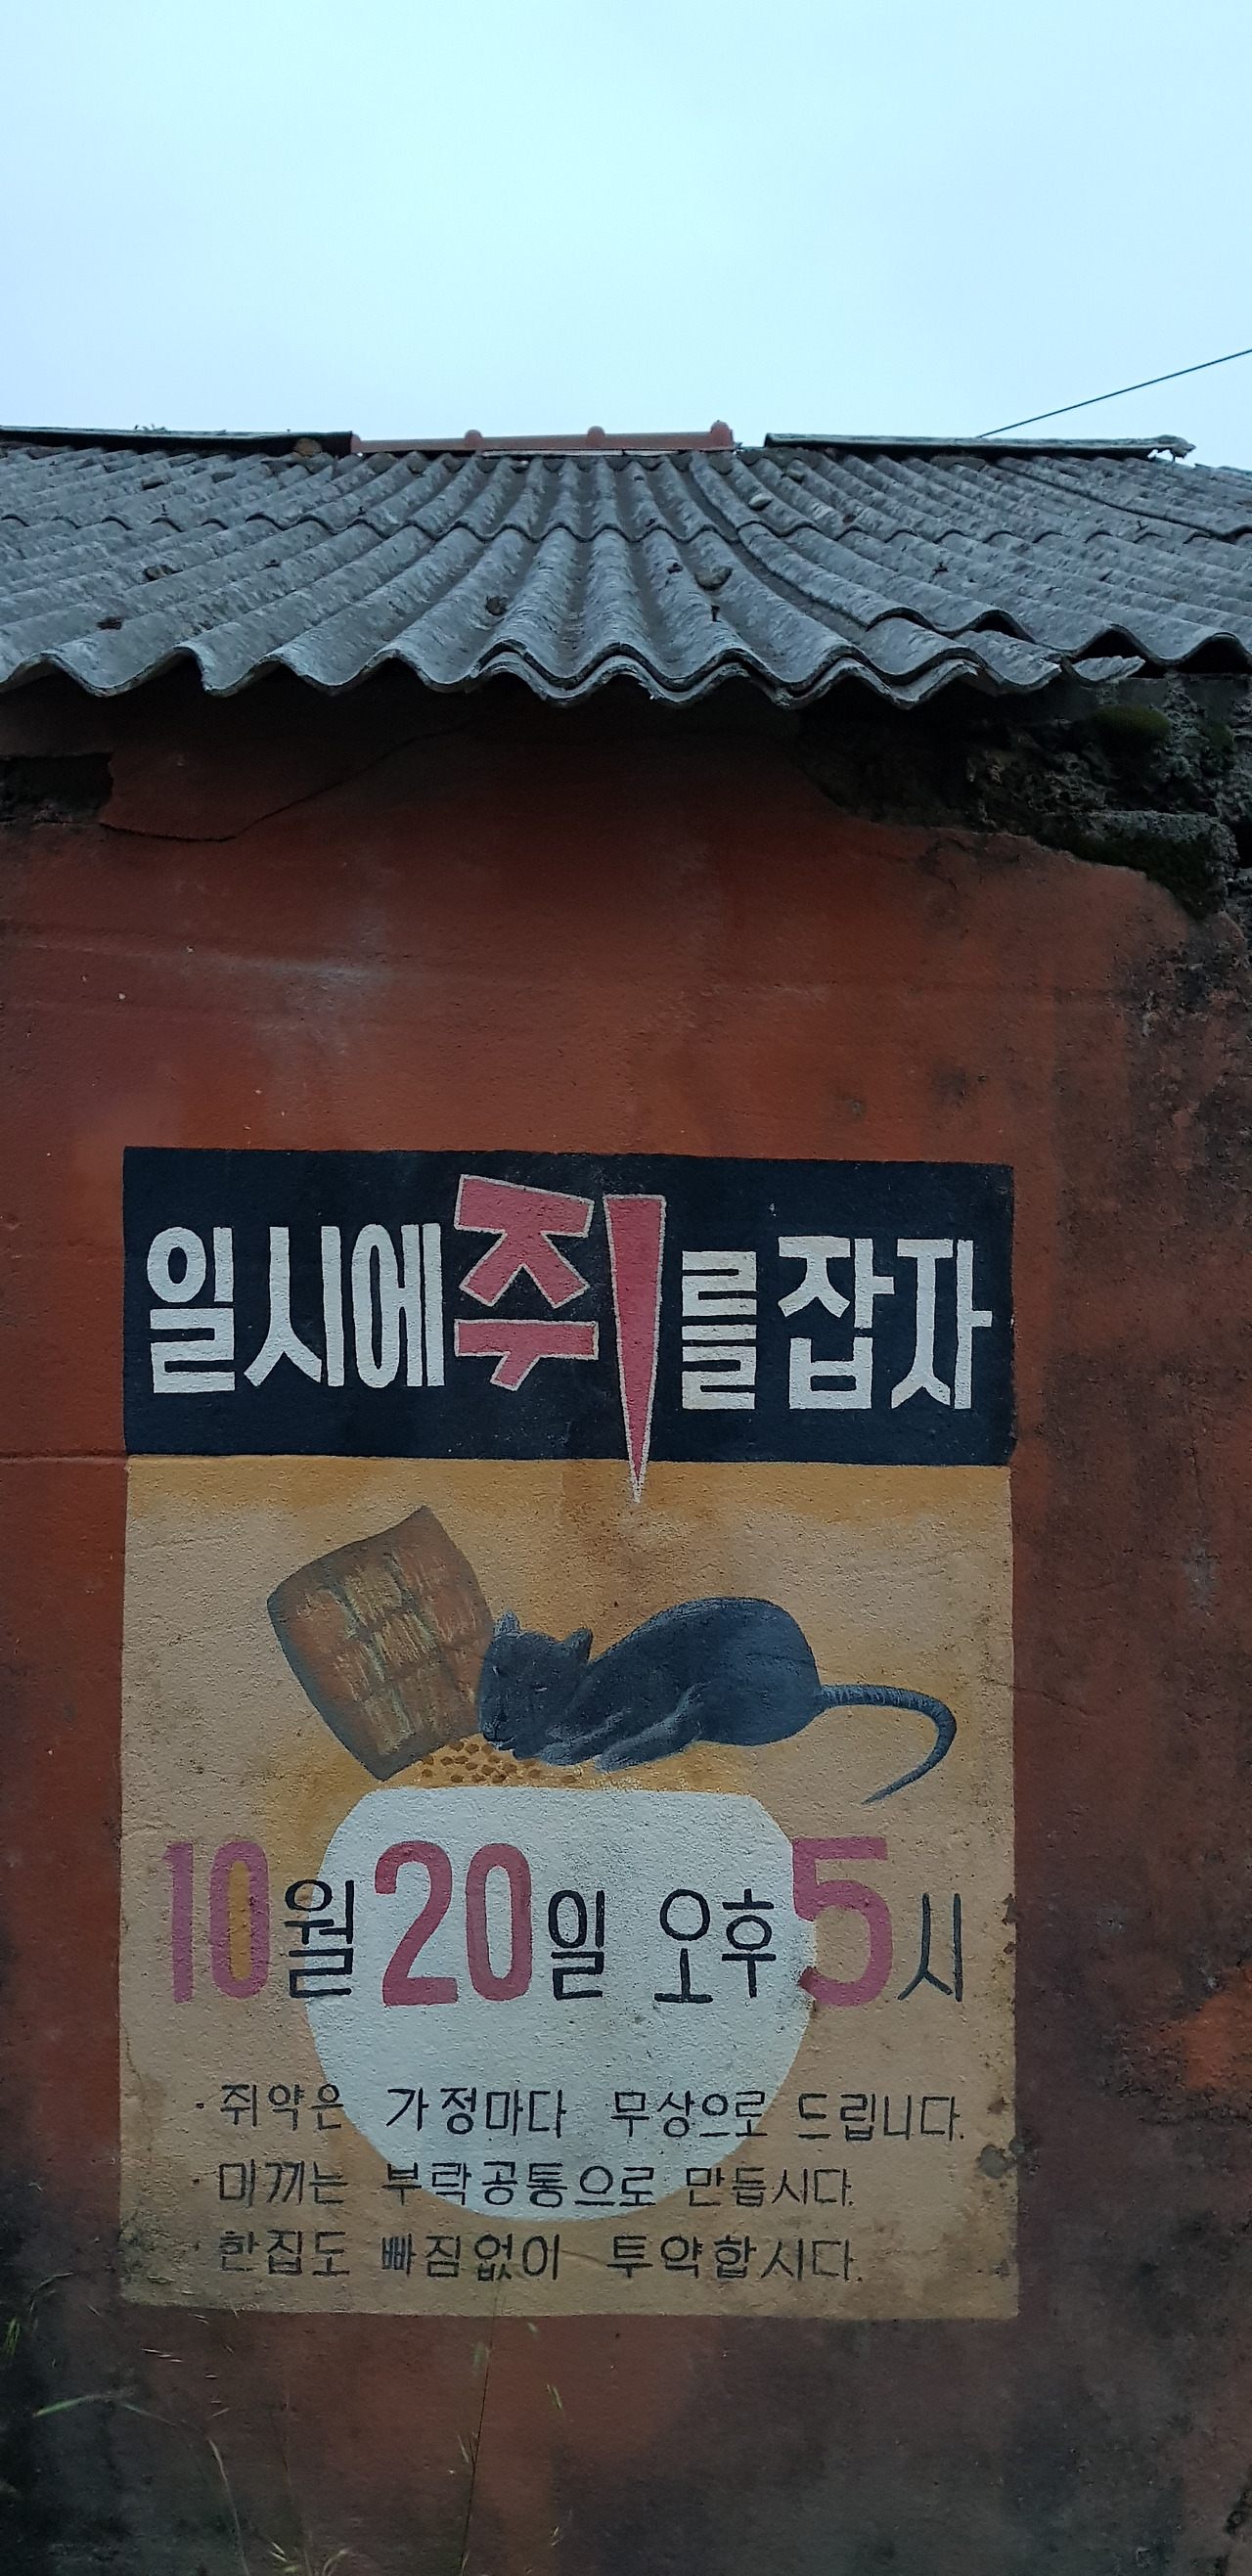 일시에 쥐를 잡자
10월 20일 오후 5시
· 쥐약은 가정마다 무상으로 드립니다.
· 미끼는 부락공통으로 만듭시다.
· 한집도 빠짐없이 투약합시다.